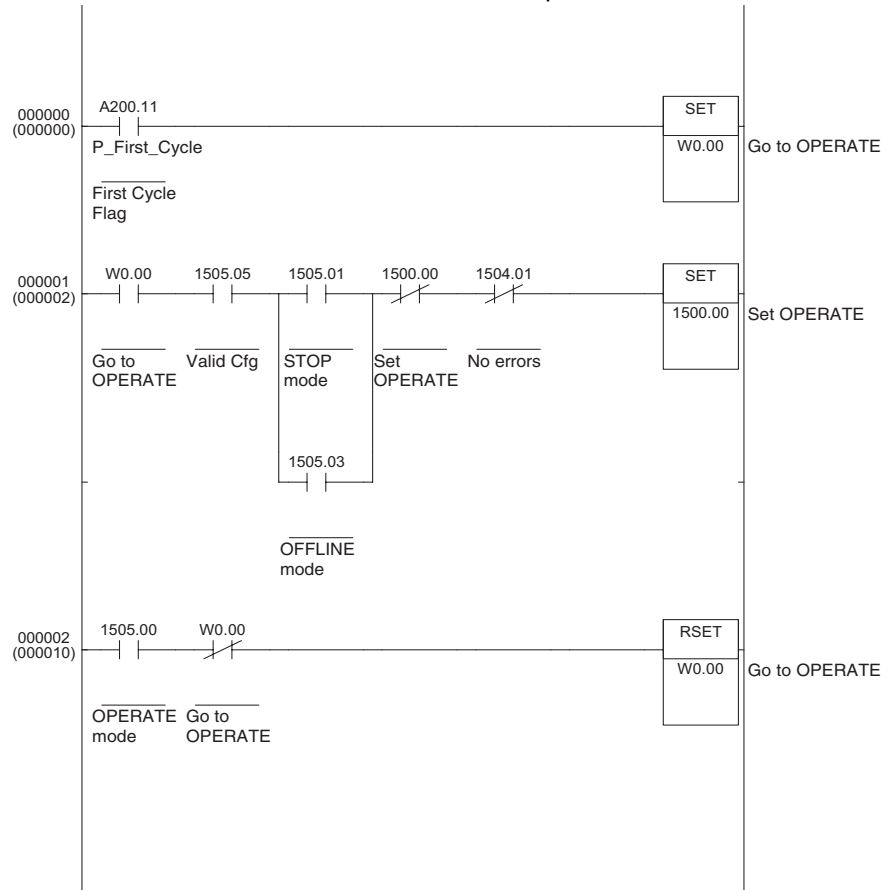 000000
(000000)
A200.11
P_First_Cycle
First Cycle
Flag
SET
W0.00
Go to OPERATE
000001
(000002)
W0.00
1505.05
1505.01
1500.00
1504.01
SET
1500.00
Set OPERATE
Go to
OPERATE
Valid Cfg
STOP
mode
Set
OPERATE
No errors
1505.03
OFFLINE
mode
000002
(000010)
1505.00
W0.00
RSET
W0.00
Go to OPERATE
OPERATE
mode
Go to
OPERATE